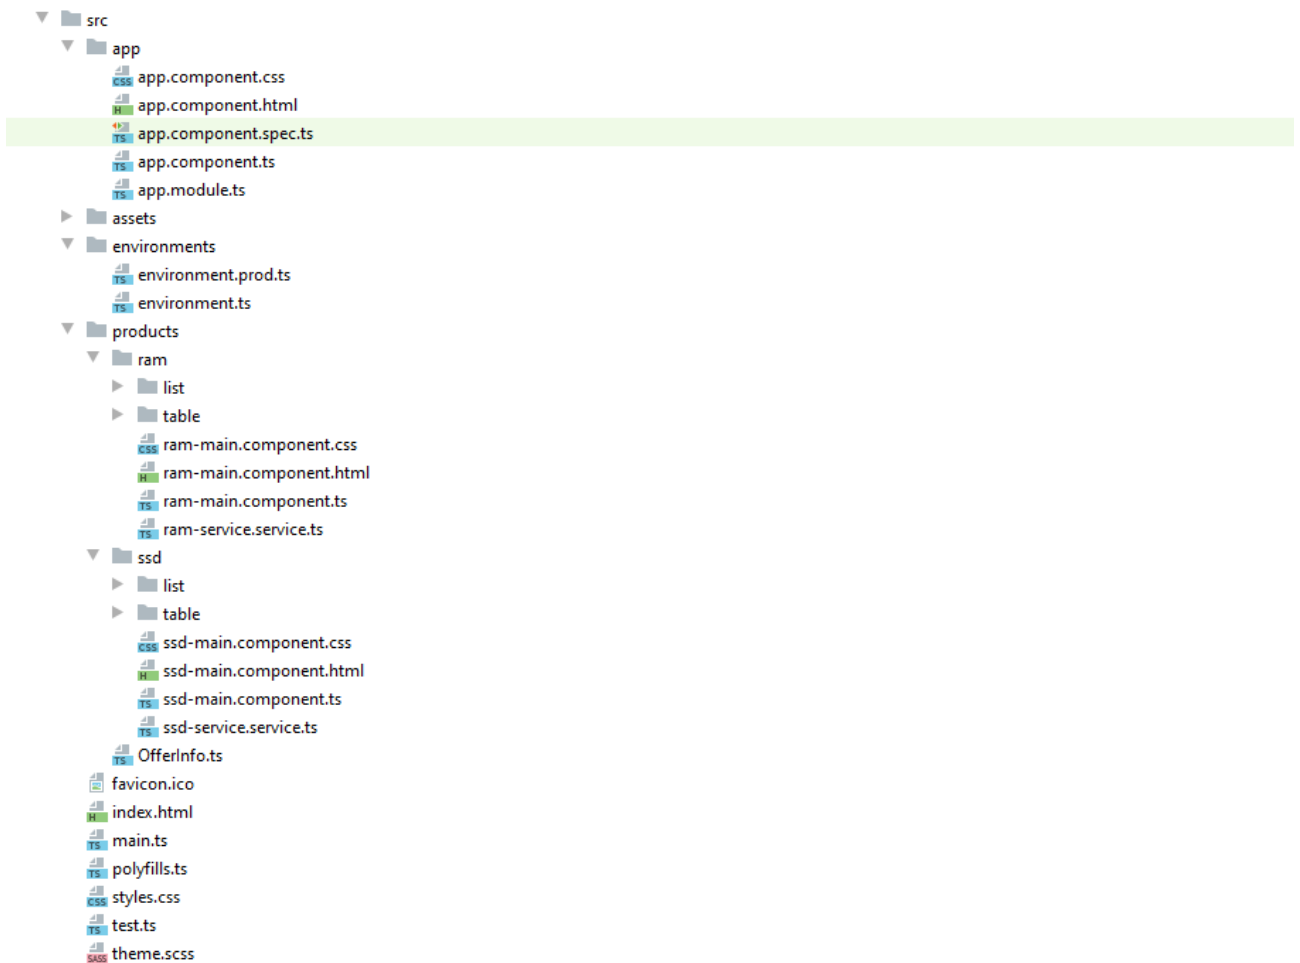 src
app
app.component.css
app.component.html
app.component.spec.ts
app.component.ts
app.module.ts
assets
environments
environment.prod.ts
environment.ts
products
ram
list
table
ram-main.component.css
ram-main.component.html
ram-main.component.ts
ram-service.service.ts
ssd
list
table
ssd-main.component.css
ssd-main.component.html
ssd-main.component.ts
ssd-service.service.ts
OfferInfo.ts
favicon.ico
index.html
main.ts
polyfills.ts
styles.css
test.ts
theme.scss